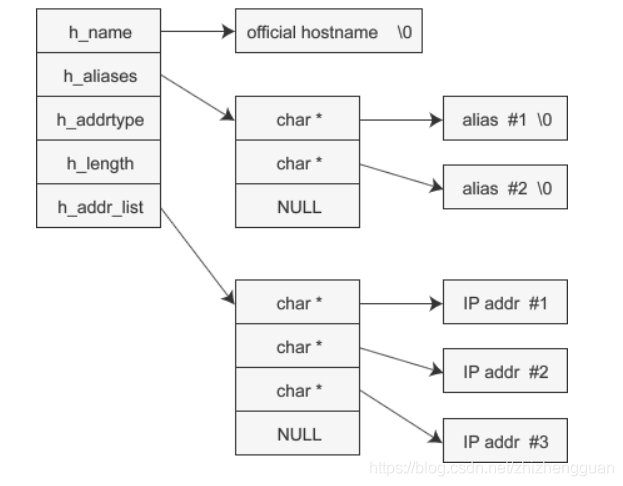 h_name
official hostname \0
h_aliases
h_addrtype
h_length
h_addr_list
char *
alias #1 \0
char *
alias #2 \0
NULL
char *
IP addr #1
char *
IP addr #2
char *
IP addr #3
NULL
https://blog.csdn.net/zhizhengguan